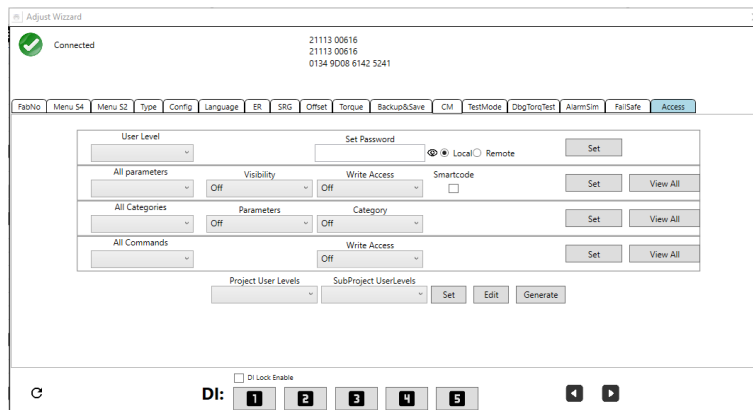 Adjust Wizzard
Connected
21113 00616
21113 00616
0134 9D08 6142 5241
FabNo Menu S4 Menu S2 Type Config Language ER SRG Offset Torque Backup&Save CM TestMode DbgTorqTest AlarmSim FailSafe Access
User Level Set Password
Local Remote Set
All parameters Visibility Write Access Smartcode
Off Off Set View All
All Categories Parameters Category
Off Off Set View All
All Commands Write Access
Off Set View All
Project User Levels SubProject UserLevels
Set Edit Generate
DI Lock Enable
DI: 1 2 3 4 5